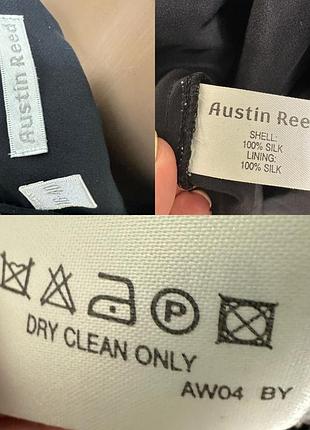 Austin Reed
Austin Reed
SHELL:
100% SILK
LINING:
100% SILK
P
DRY CLEAN ONLY
AW04 BY